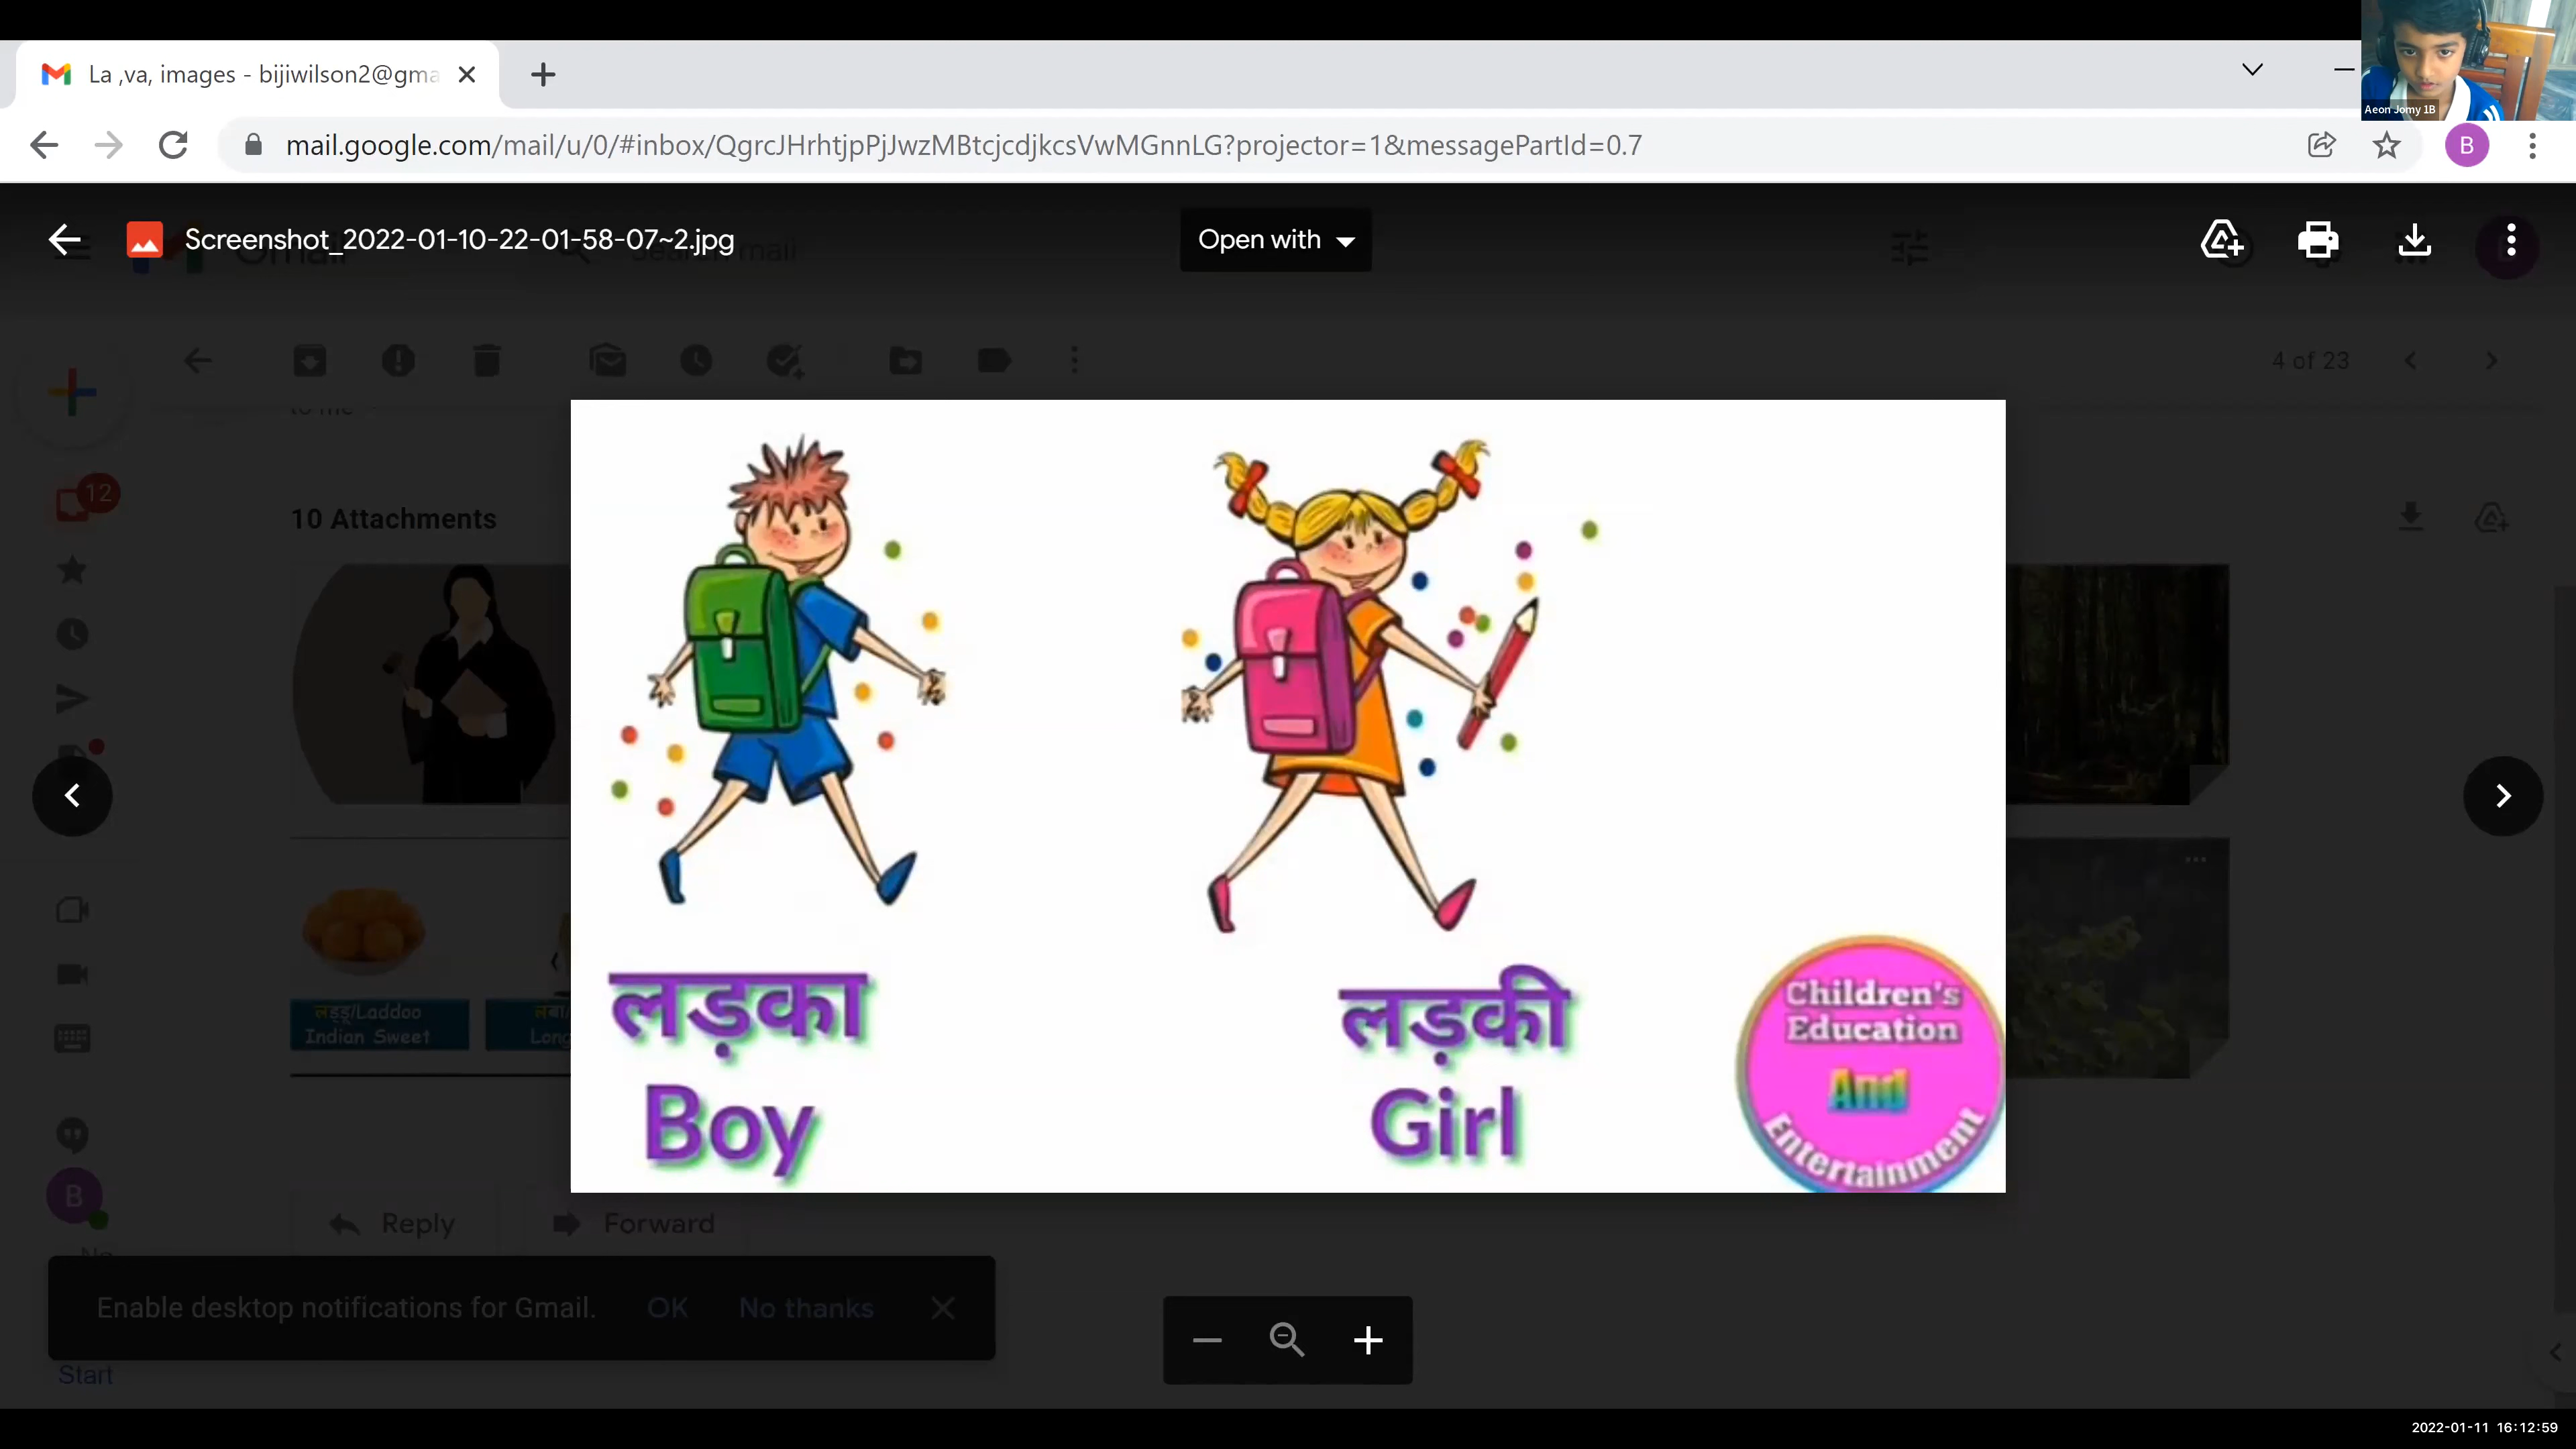 La ,va, images - bijiwilson2@gma
Aeon Jomy 1B
mail.google.com/mail/u/0/#inbox/QgrcJHrhtjpPjJwzMBtcjcdjkcsVwMGnnLG?projector=1&messagePartId=0.7
B
Screenshot_2022-01-10-22-01-58-07~2.jpg
Open with
4 of 23
to me
12
10 Attachments
लड्डू/Laddoo
Indian Sweet
लड़का
Boy
लड़की
Girl
Children's
Education
And
Entertainment
B
Reply
Forward
Enable desktop notifications for Gmail.
OK
No thanks
Start
2022-01-11 16:12:59